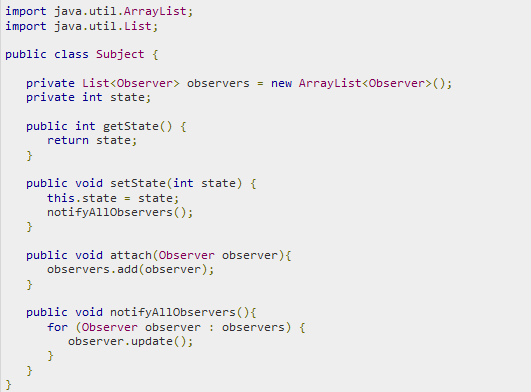 import java.util.ArrayList;
import java.util.List;

public class Subject {

   private List<Observer> observers = new ArrayList<Observer>();
   private int state;

   public int getState() {
      return state;
   }

   public void setState(int state) {
      this.state = state;
      notifyAllObservers();
   }

   public void attach(Observer observer){
      observers.add(observer);
   }

   public void notifyAllObservers(){
      for (Observer observer : observers) {
         observer.update();
      }
   }
}